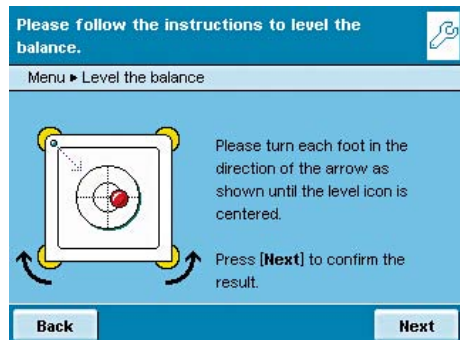 Please follow the instructions to level the
balance.
Menu ▸ Level the balance
Please turn each foot in the
direction of the arrow as
shown until the level icon is
centered.
Press [Next] to confirm the
result.
Back
Next